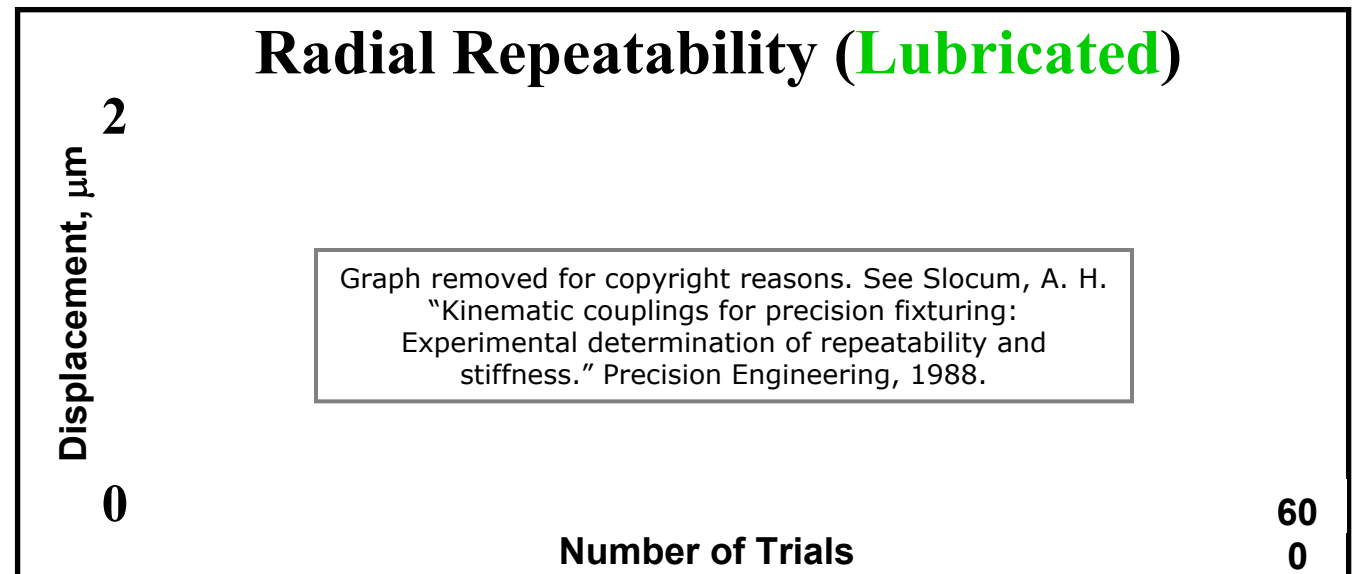 Radial Repeatability (Lubricated)
2
Displacement, μm
Graph removed for copyright reasons. See Slocum, A. H.
“Kinematic couplings for precision fixturing:
Experimental determination of repeatability and
stiffness.” Precision Engineering, 1988.
0
60
0
Number of Trials